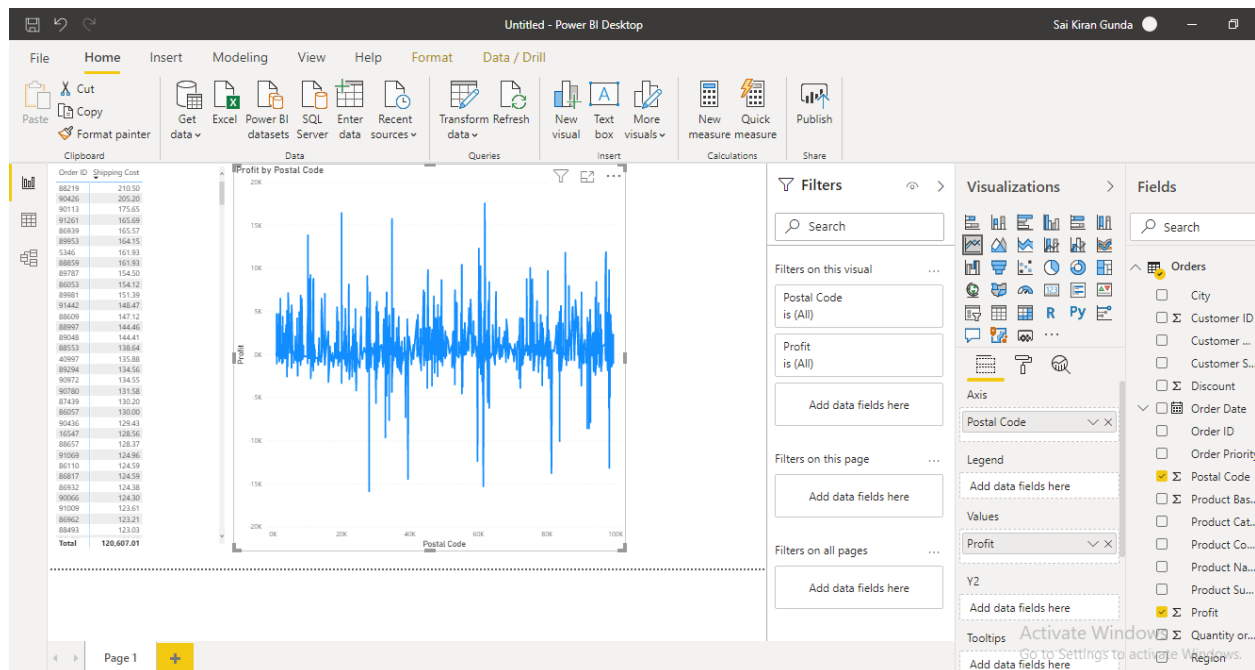 Untitled - Power BI Desktop
Sai Kiran Gunda
File Home Insert Modeling View Help Format Data / Drill
Paste
Cut
Copy
Format painter
Clipboard
Get data
Excel
Power BI datasets
SQL Server
Enter data
Recent sources
Data
Transform data
Refresh
Queries
New visual
Text box
More visuals
Insert
New measure
Quick measure
Calculations
Publish
Share
Order ID Shipping Cost
88219 210.50
90426 205.20
90113 175.65
91261 165.69
86939 165.57
89953 164.15
5346 161.93
88859 161.93
89787 154.50
86053 154.12
89981 151.39
91442 148.47
88609 147.12
88997 144.46
89048 144.41
88553 138.64
40997 135.88
89294 134.56
90972 134.55
90780 131.58
87439 130.20
86057 130.00
90436 129.43
16547 128.56
88657 128.37
91069 124.96
86110 124.59
86817 124.59
86932 124.38
90066 124.30
91009 123.61
86962 123.21
88493 123.03
Total 120,607.01
Profit by Postal Code
20K
15K
10K
5K
0K
-5K
-10K
-15K
-20K
Profit
0K 20K 40K 60K 80K 100K
Postal Code
Filters
Search
Filters on this visual ...
Postal Code
is (All)
Profit
is (All)
Add data fields here
Filters on this page ...
Add data fields here
Filters on all pages ...
Add data fields here
Visualizations
123
R Py
...
Axis
Postal Code
Legend
Add data fields here
Values
Profit
Y2
Add data fields here
Tooltips
Add data fields here
Fields
Search
Orders
City
Σ Customer ID
Customer ...
Customer S...
Σ Discount
Order Date
Order ID
Order Priority
Σ Postal Code
Σ Product Bas...
Product Cat...
Product Co...
Product Na...
Product Su...
Σ Profit
Σ Quantity or...
Region
Activate Windows
Go to Settings to activate Windows.
Page 1